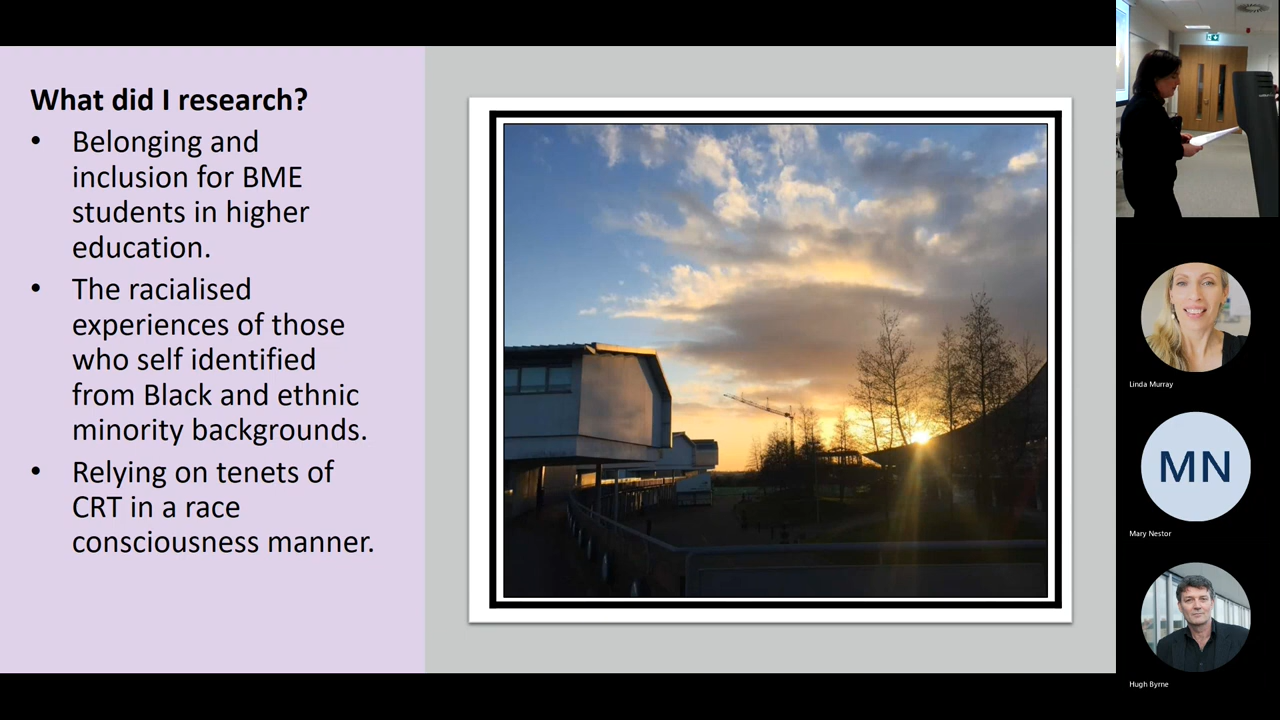 What did I research?
• Belonging and
inclusion for BME
students in higher
education.
• The racialised
experiences of those
who self identified
from Black and ethnic
minority backgrounds.
• Relying on tenets of
CRT in a race
consciousness manner.
Linda Murray
MN
Mary Nestor
Hugh Byrne